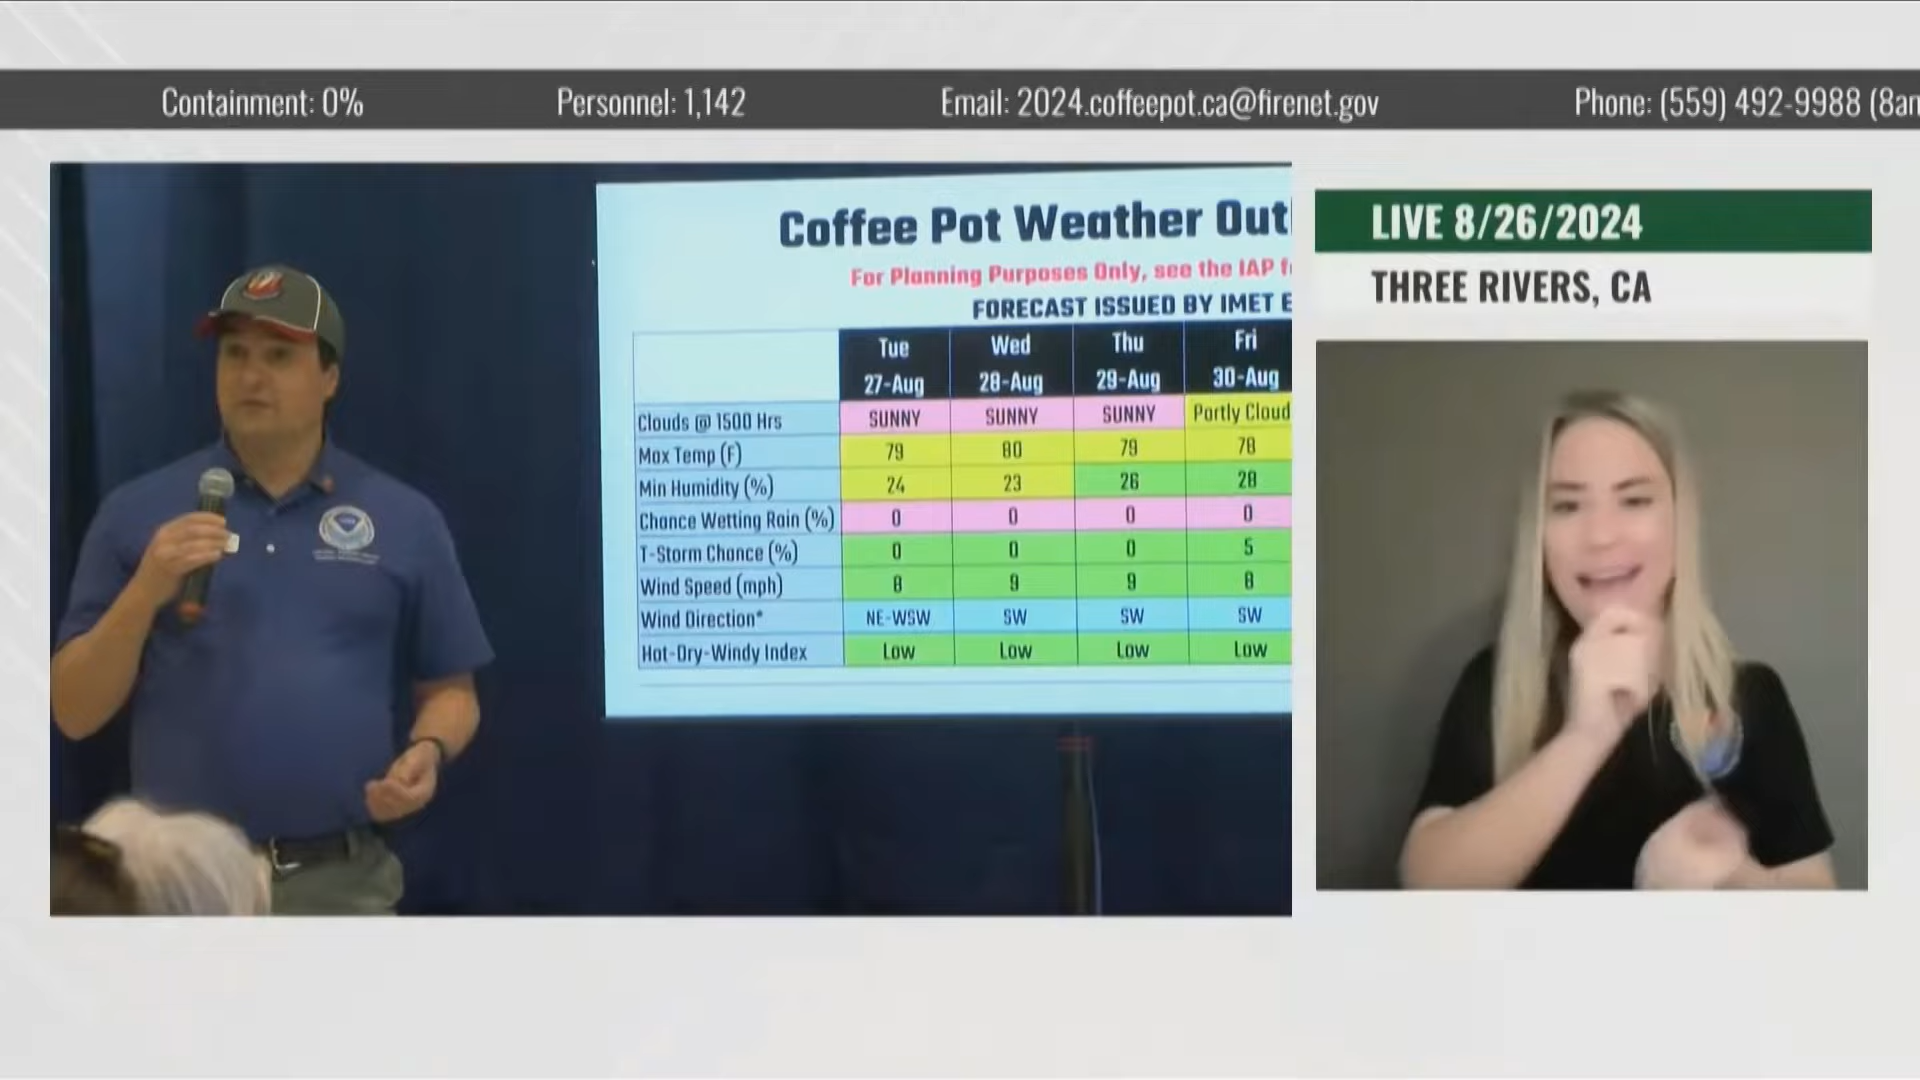 Containment: 0% Personnel: 1,142 Email: 2024.coffeepot.ca@firenet.gov Phone: (559) 492-9988 (8am
LIVE 8/26/2024
THREE RIVERS, CA
Coffee Pot Weather Out
For Planning Purposes Only, see the IAP f
FORECAST ISSUED BY IMET E
Tue Wed Thu Fri
27-Aug 28-Aug 29-Aug 30-Aug
Clouds @ 1500 Hrs SUNNY SUNNY SUNNY Partly Cloud
Max Temp (F) 79 80 79 78
Min Humidity (%) 24 23 26 28
Chance Wetting Rain (%) 0 0 0 0
T-Storm Chance (%) 0 0 0 5
Wind Speed (mph) 8 9 9 8
Wind Direction* NE-WSW SW SW SW
Hot-Dry-Windy Index Low Low Low Low